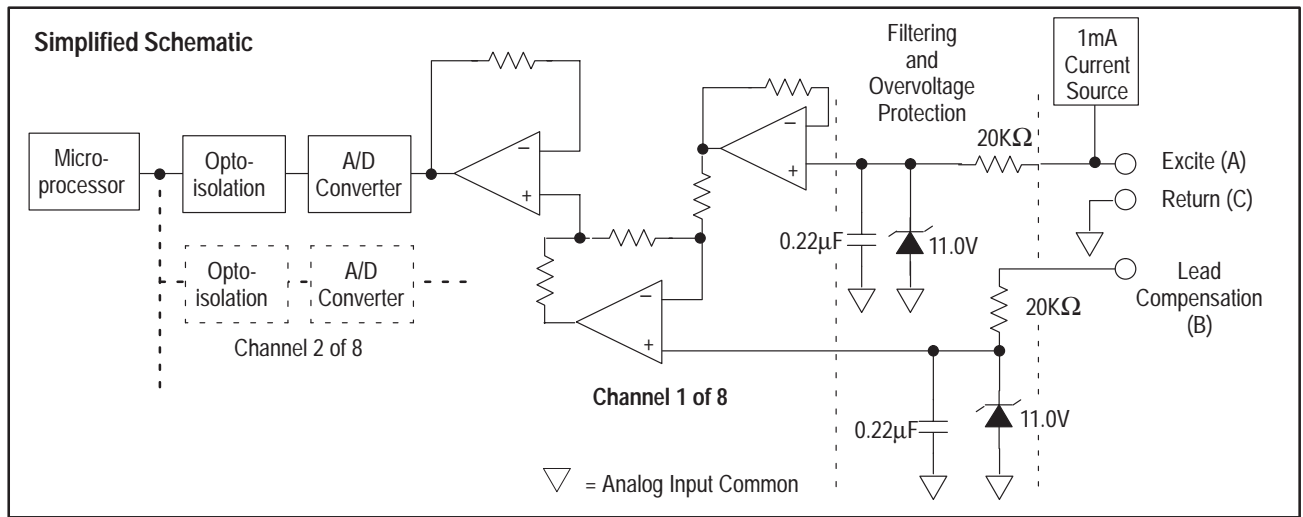 Simplified Schematic
Filtering
and
Overvoltage
Protection
1mA
Current
Source
Micro-
processor
Opto-
isolation
A/D
Converter
−
+
−
+
20KΩ
Excite (A)
Return (C)
0.22µF
11.0V
Opto-
isolation
A/D
Converter
Channel 2 of 8
−
+
20KΩ
Lead
Compensation
(B)
Channel 1 of 8
0.22µF
11.0V
= Analog Input Common